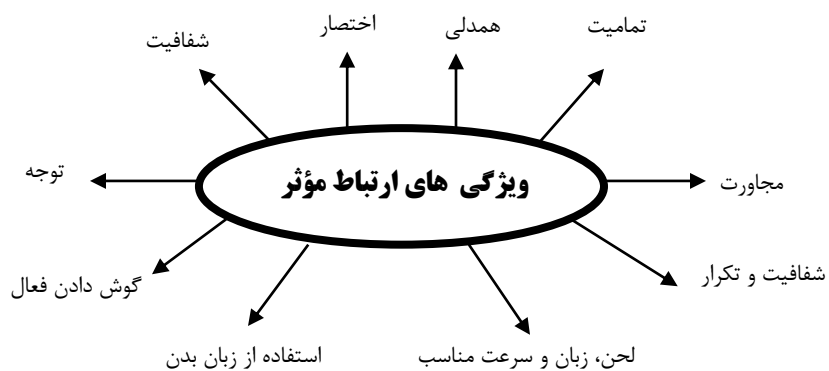 تمامیت
همدلی
اختصار
شفافیت
ویژگی های ارتباط مؤثر
مجاورت
توجه
شفافیت و تکرار
گوش دادن فعال
لحن، زبان و سرعت مناسب
استفاده از زبان بدن